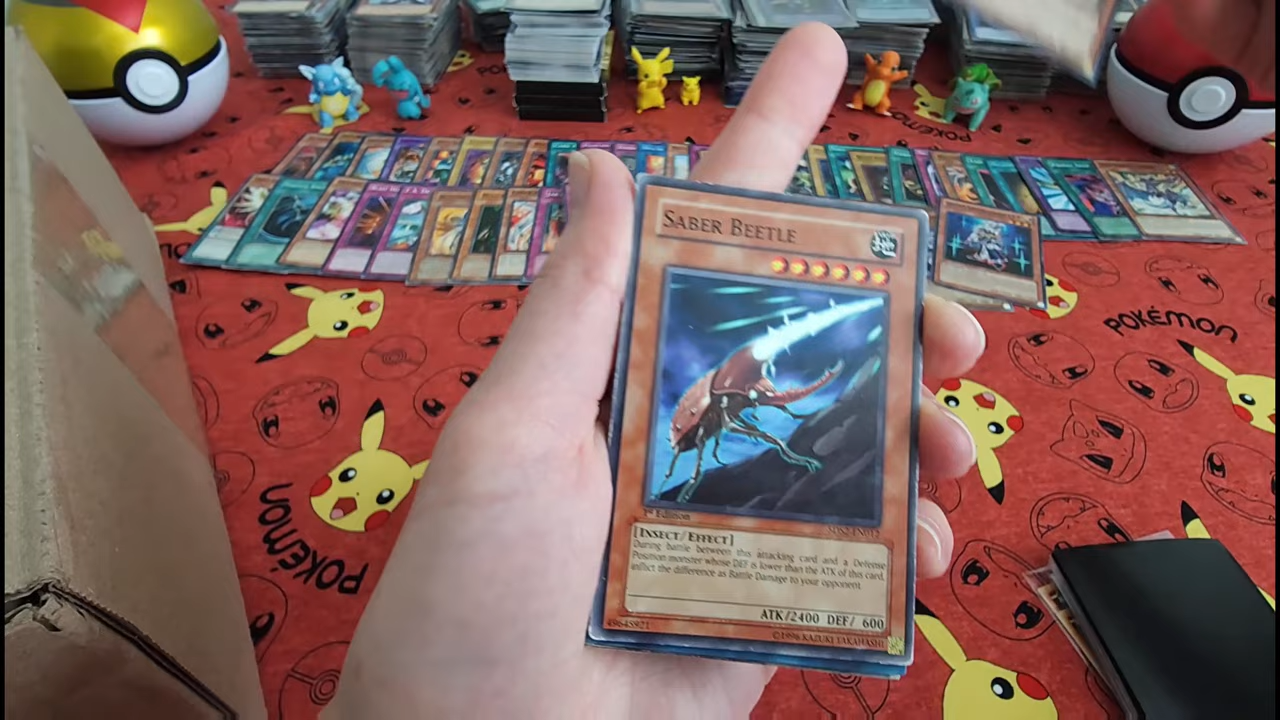 SABER BEETLE
1st Edition
[INSECT/EFFECT]
During battle between this attacking card and a Defense
Position monster whose DEF is lower than the ATK of this card,
inflict the difference as Battle Damage to your opponent.
ATK/2400 DEF/ 600
49645921
©1996 KAZUKI TAKAHASHI
POKÉMON
POKÉMON